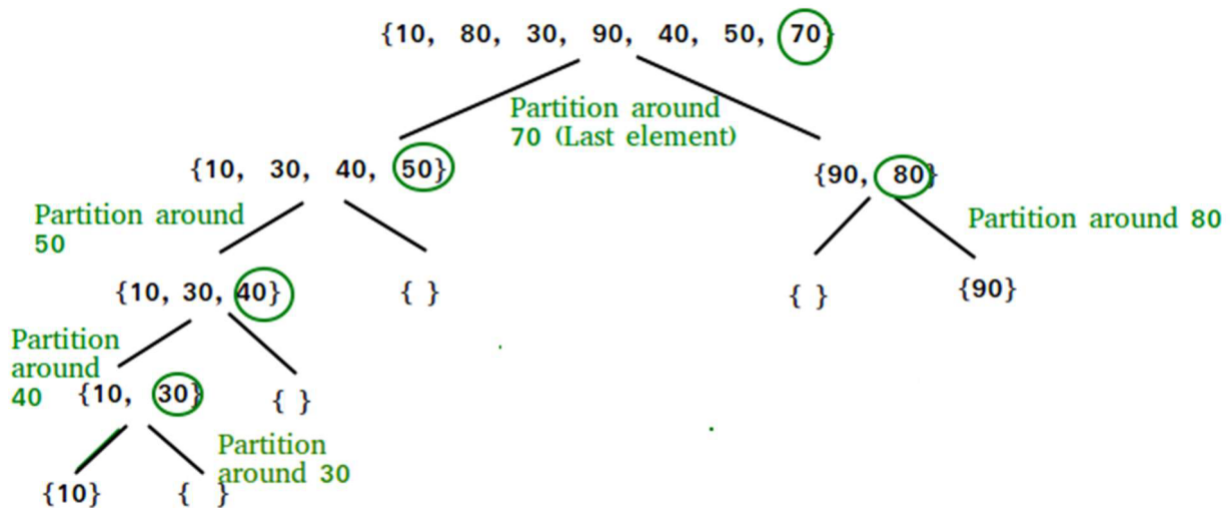 {10, 80, 30, 90, 40, 50, 70}
Partition around
70 (Last element)
{10, 30, 40, 50}
{90, 80}
Partition around
50
Partition around 80
{10, 30, 40}
{ }
{ }
{90}
Partition
around
40
{10, 30}
{ }
Partition
around 30
{10}
{ }